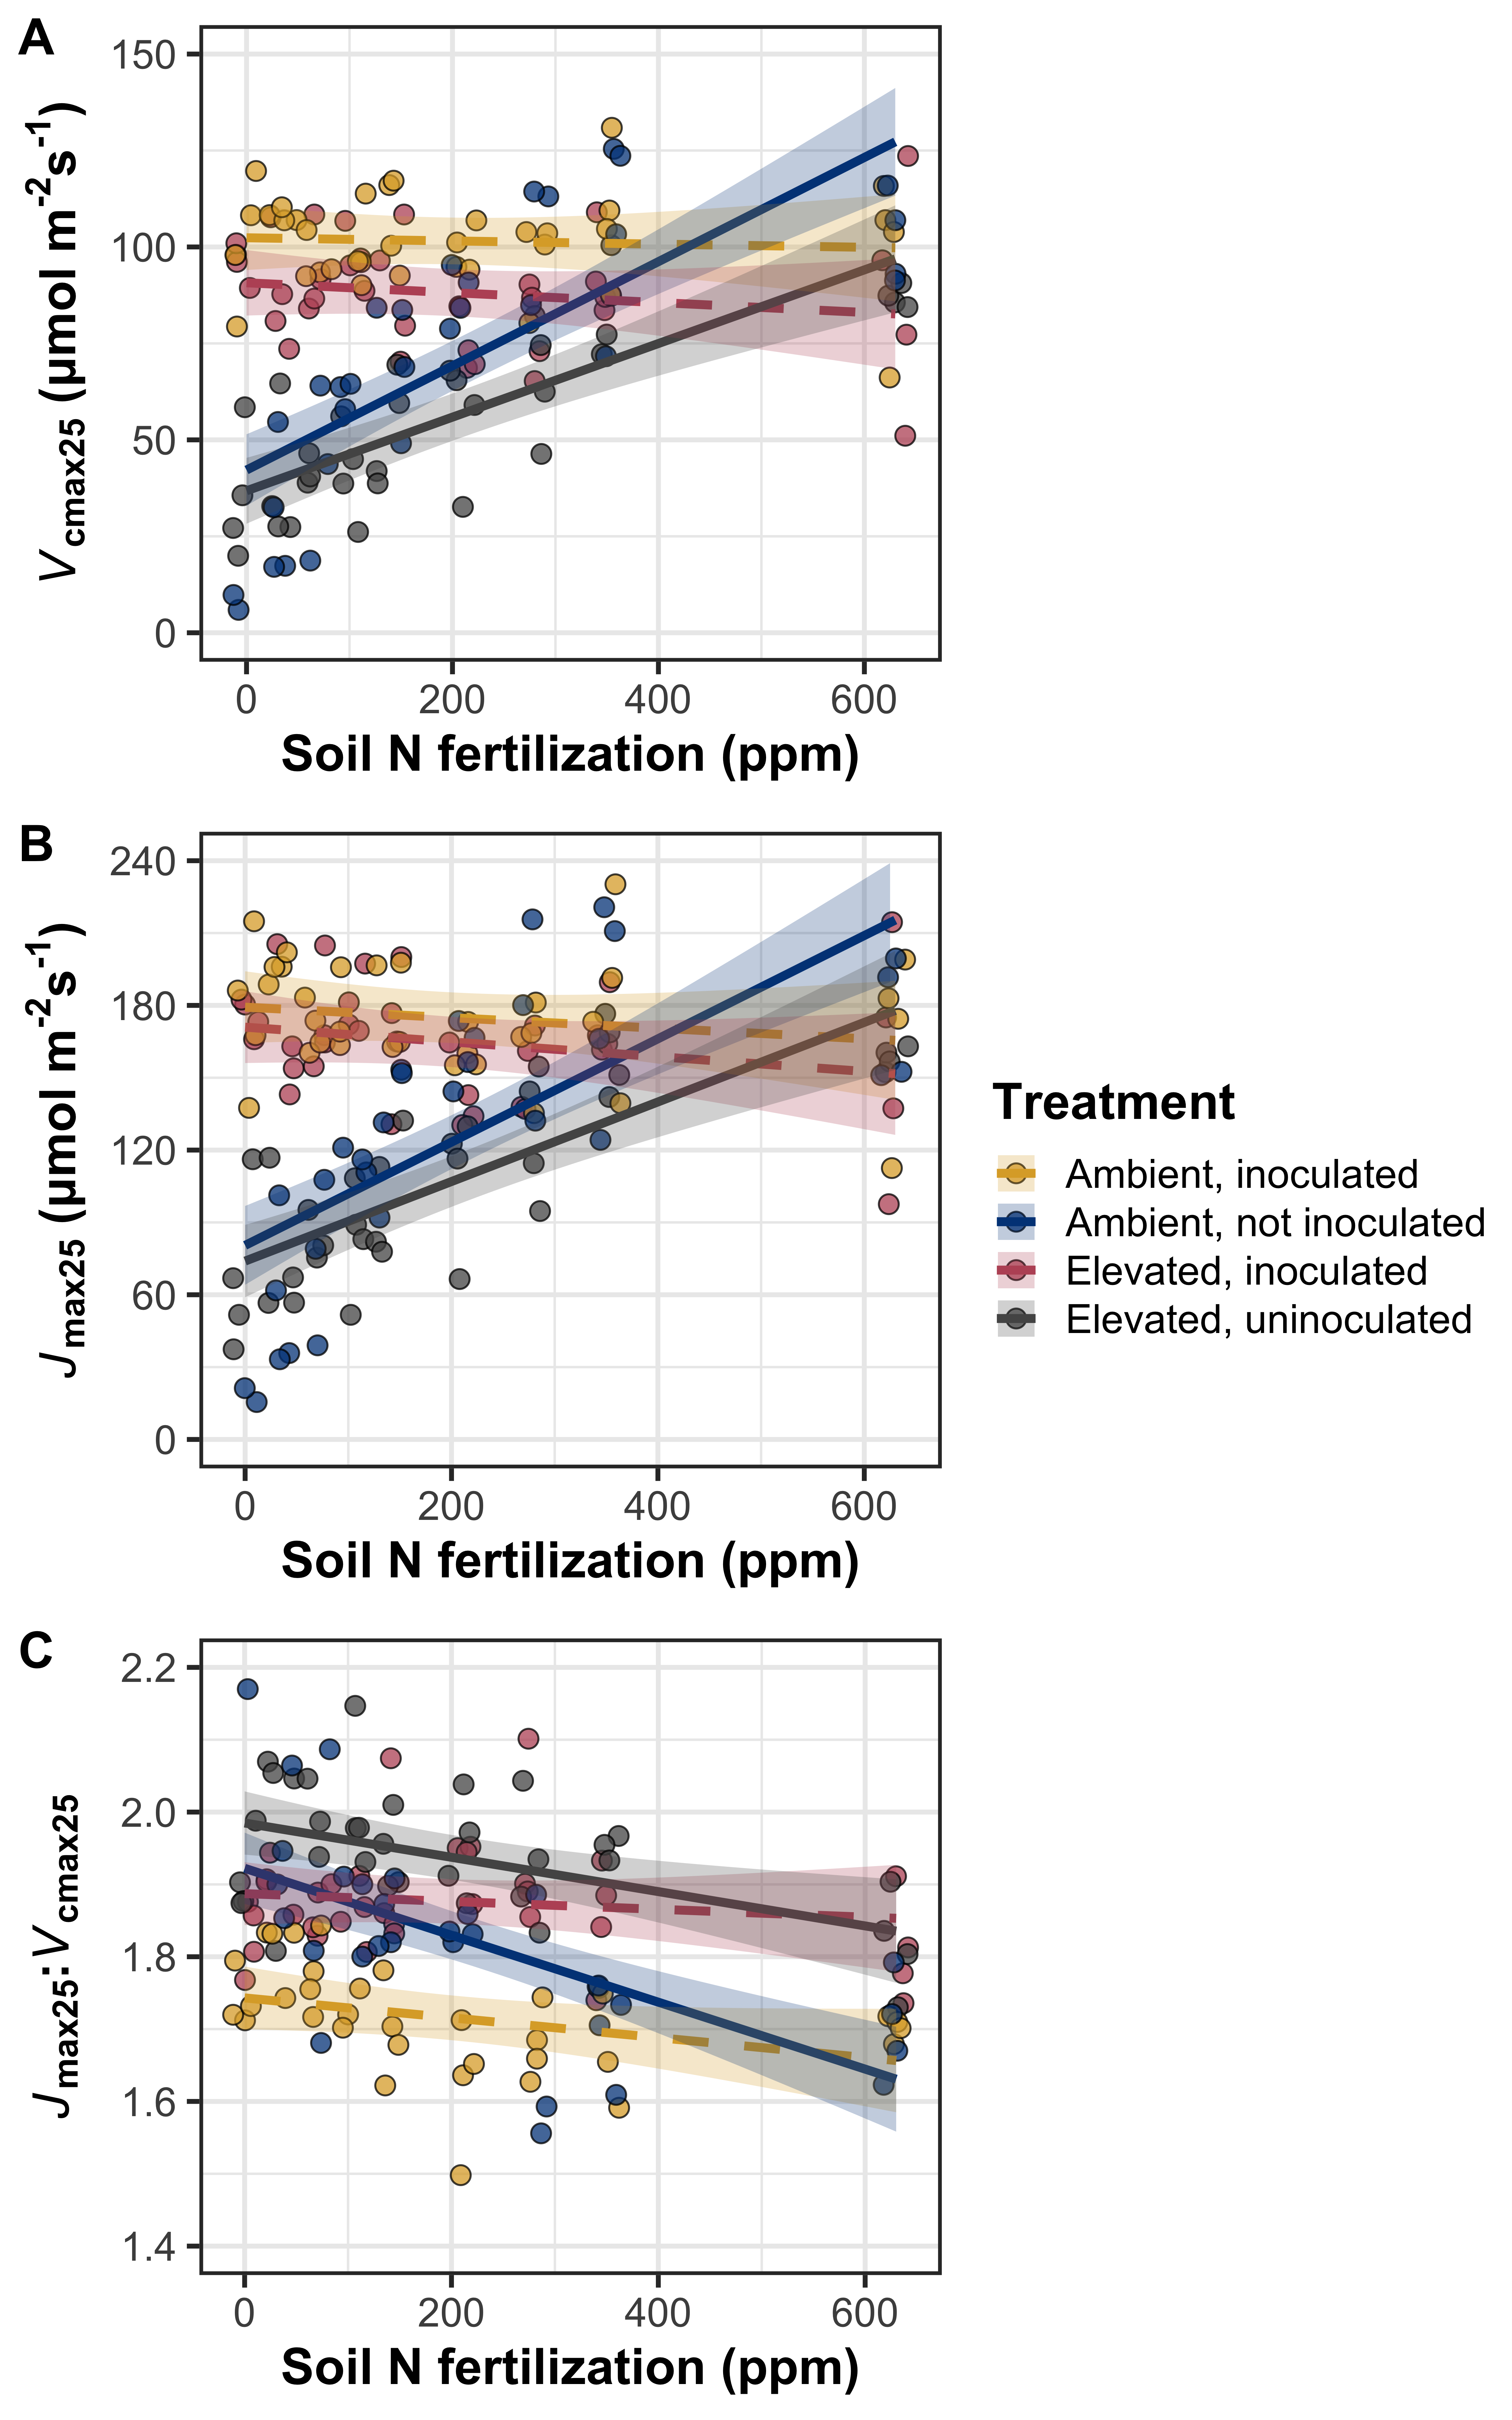 A
150
100
50
0
Vcmax25 (μmol m-2s-1)
0 200 400 600
Soil N fertilization (ppm)
B
240
180
120
60
0
Jmax25 (μmol m-2s-1)
0 200 400 600
Soil N fertilization (ppm)
Treatment
Ambient, inoculated
Ambient, not inoculated
Elevated, inoculated
Elevated, uninoculated
C
2.2
2.0
1.8
1.6
1.4
Jmax25:Vcmax25
0 200 400 600
Soil N fertilization (ppm)